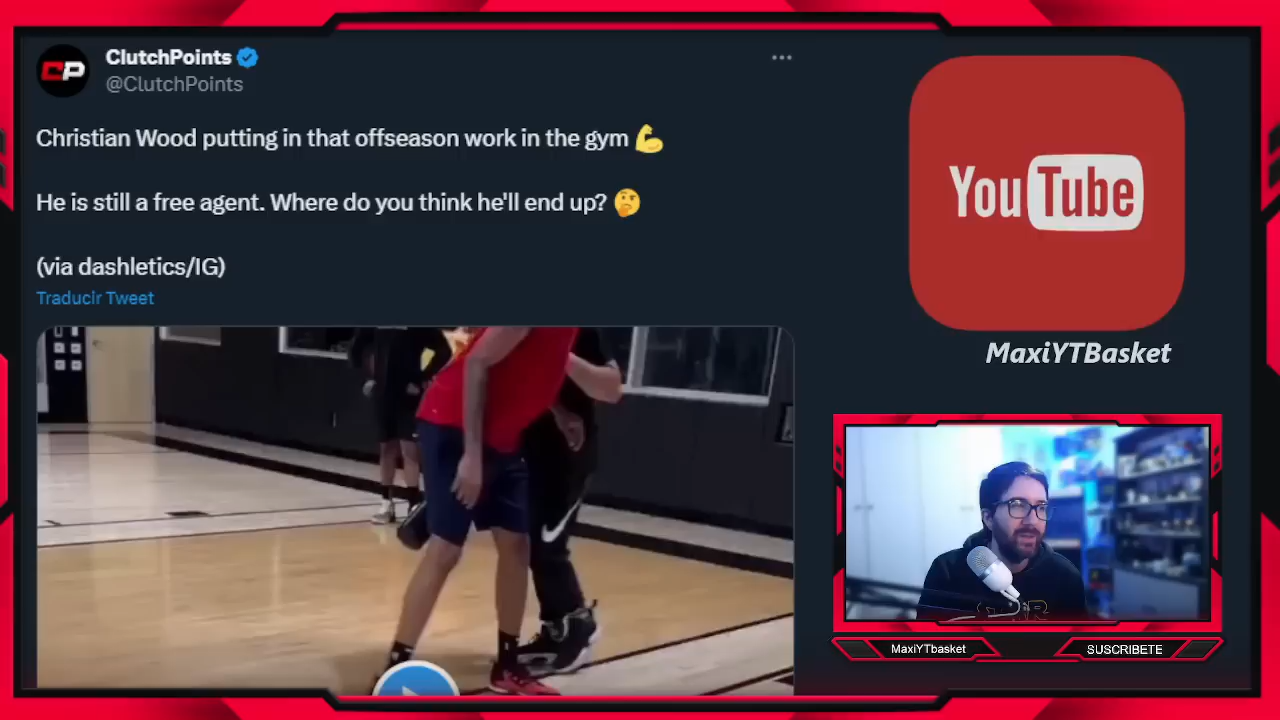 ClutchPoints
@ClutchPoints
Christian Wood putting in that offseason work in the gym 💪
He is still a free agent. Where do you think he'll end up? 🤔
(via dashletics/IG)
Traducir Tweet
CP
YouTube
MaxiYTBasket
MaxiYTbasket
SUSCRIBETE